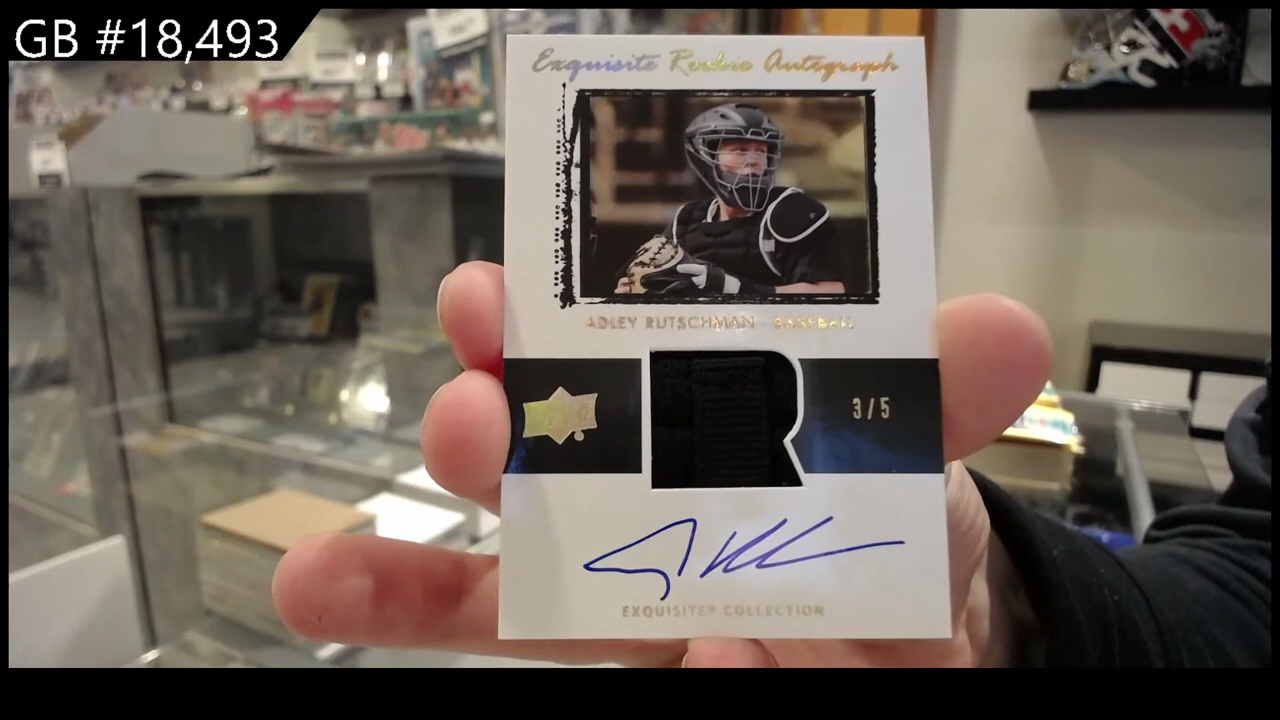 GB #18,493
Exquisite Rookie Autograph
ADLEY RUTSCHMAN - BASEBALL
3/5
EXQUISITE® COLLECTION